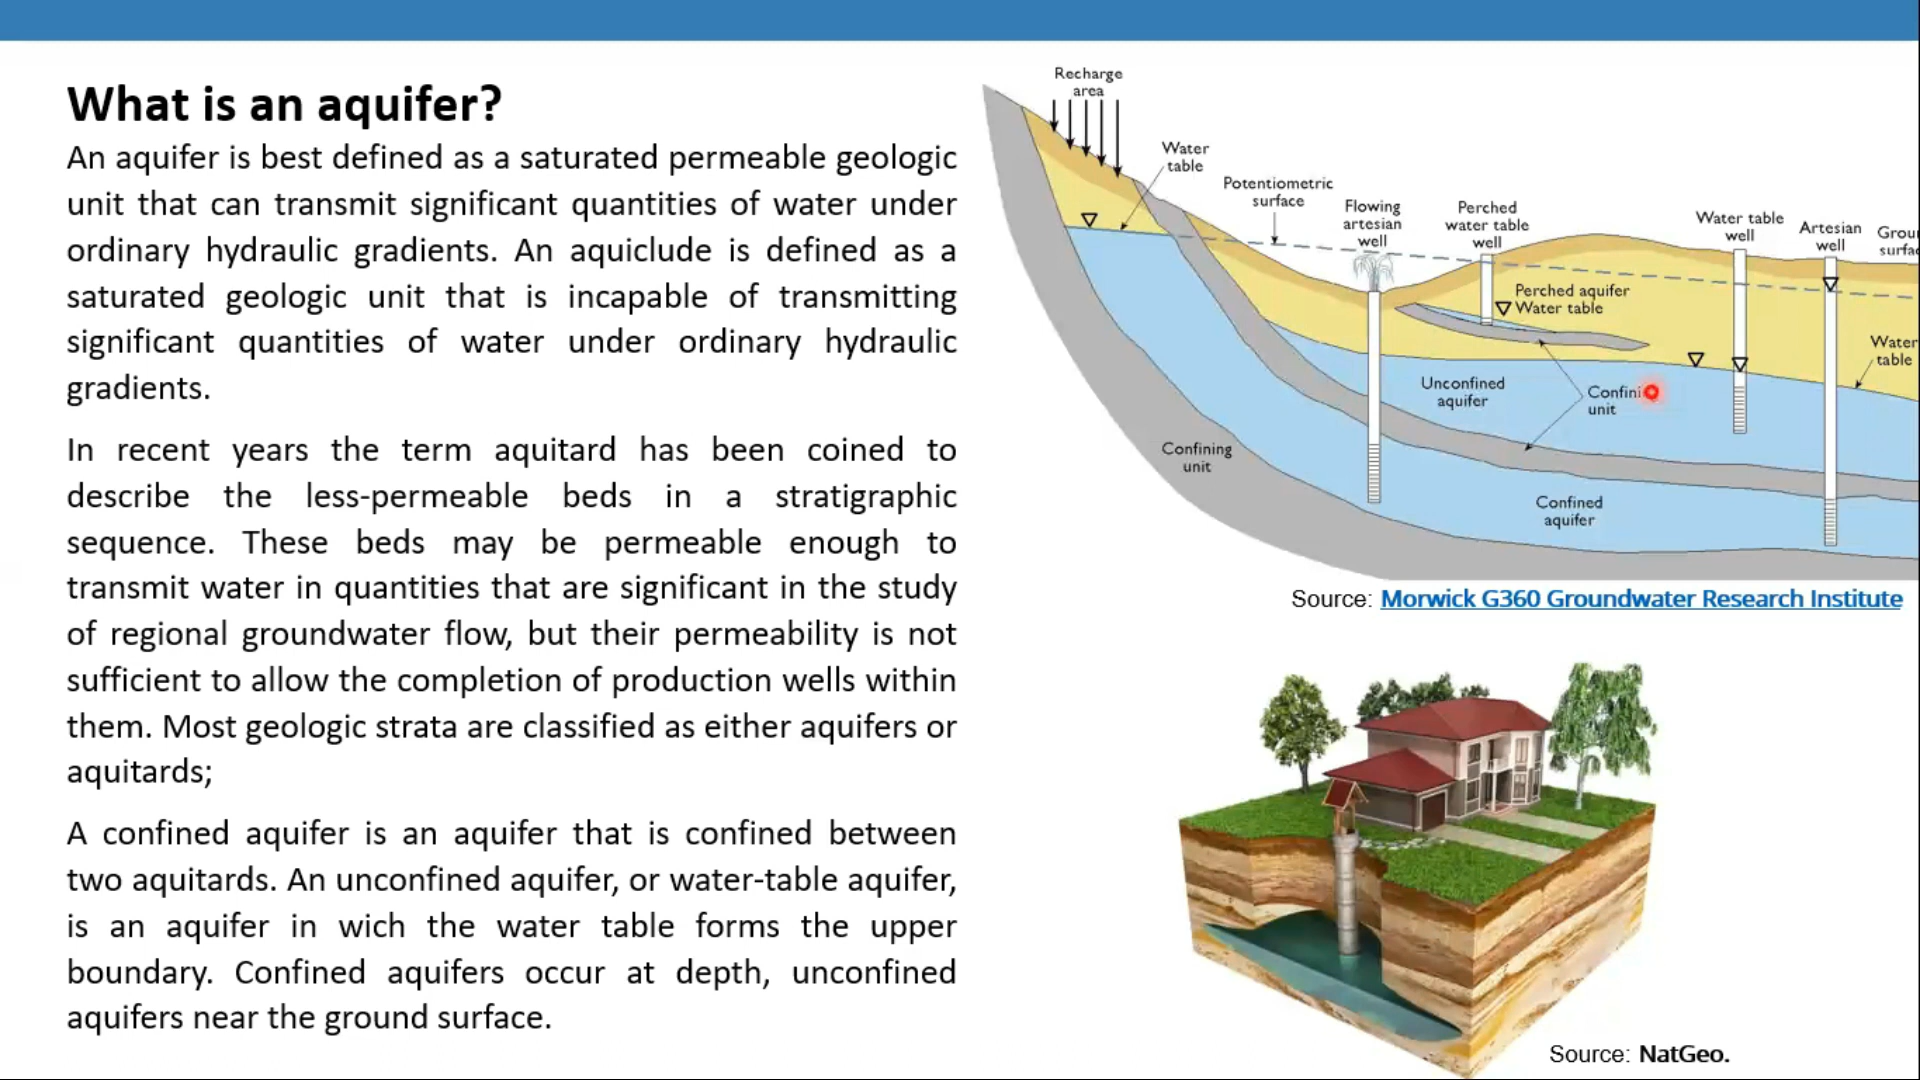 What is an aquifer?
An aquifer is best defined as a saturated permeable geologic
unit that can transmit significant quantities of water under
ordinary hydraulic gradients. An aquiclude is defined as a
saturated geologic unit that is incapable of transmitting
significant quantities of water under ordinary hydraulic
gradients.
In recent years the term aquitard has been coined to
describe the less-permeable beds in a stratigraphic
sequence. These beds may be permeable enough to
transmit water in quantities that are significant in the study
of regional groundwater flow, but their permeability is not
sufficient to allow the completion of production wells within
them. Most geologic strata are classified as either aquifers or
aquitards;
A confined aquifer is an aquifer that is confined between
two aquitards. An unconfined aquifer, or water-table aquifer,
is an aquifer in wich the water table forms the upper
boundary. Confined aquifers occur at depth, unconfined
aquifers near the ground surface.
Recharge
area
Water
table
Potentiometric
surface
Flowing
artesian
well
Perched
water table
well
Water table
well
Artesian
well
Perched aquifer
Water table
Water
table
Unconfined
aquifer
unit
Confining
unit
Confined
aquifer
Source: Morwick G360 Groundwater Research Institute
Source: NatGeo.